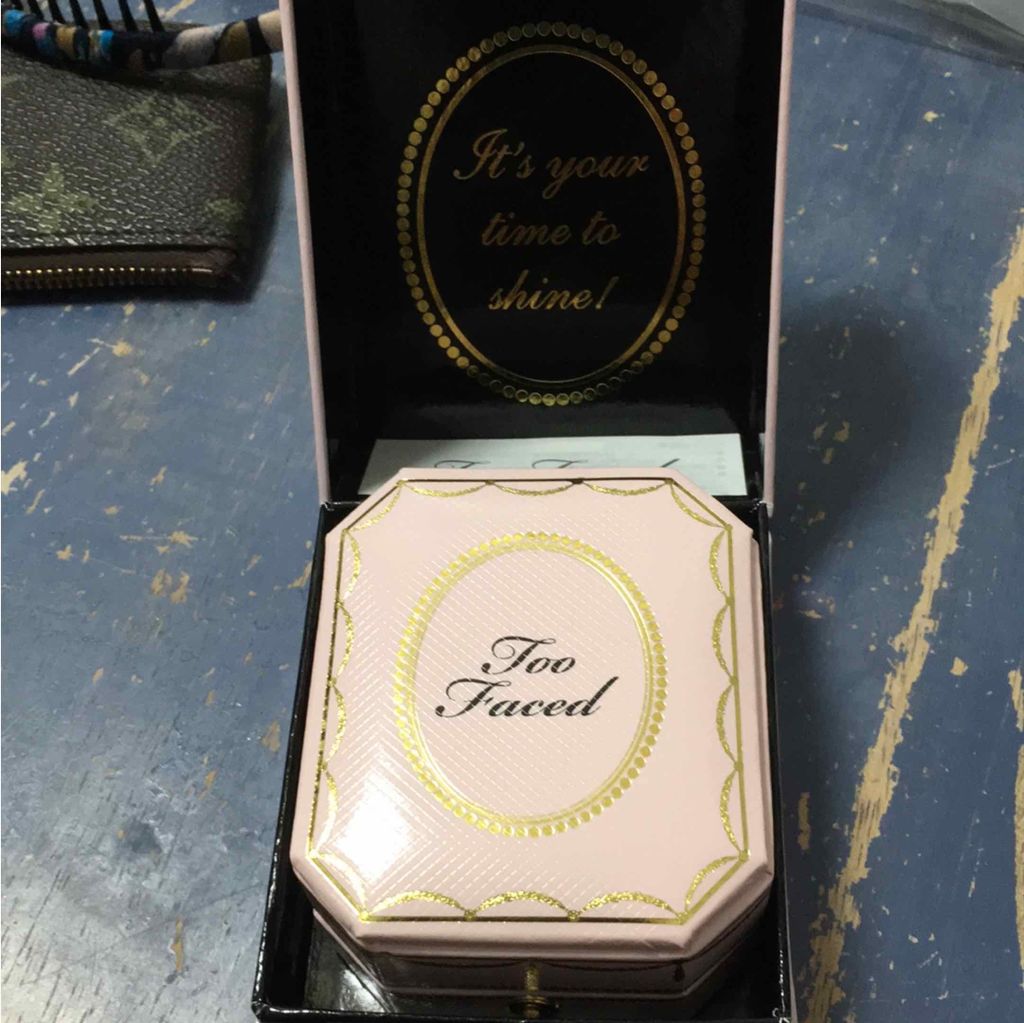 It's your
time to
shine!
Too
Faced